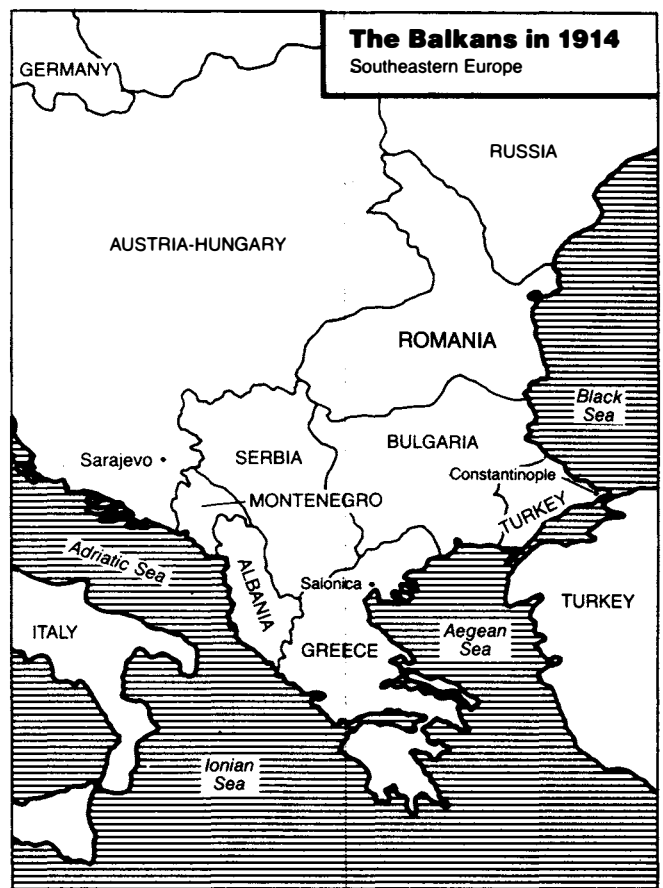 The Balkans in 1914
Southeastern Europe
GERMANY
RUSSIA
AUSTRIA-HUNGARY
ROMANIA
Black
Sea
BULGARIA
Sarajevo
SERBIA
Constantinople
MONTENEGRO
TURKEY
Adriatic Sea
ALBANIA
Salonica
TURKEY
ITALY
Aegean
Sea
GREECE
Ionian
Sea